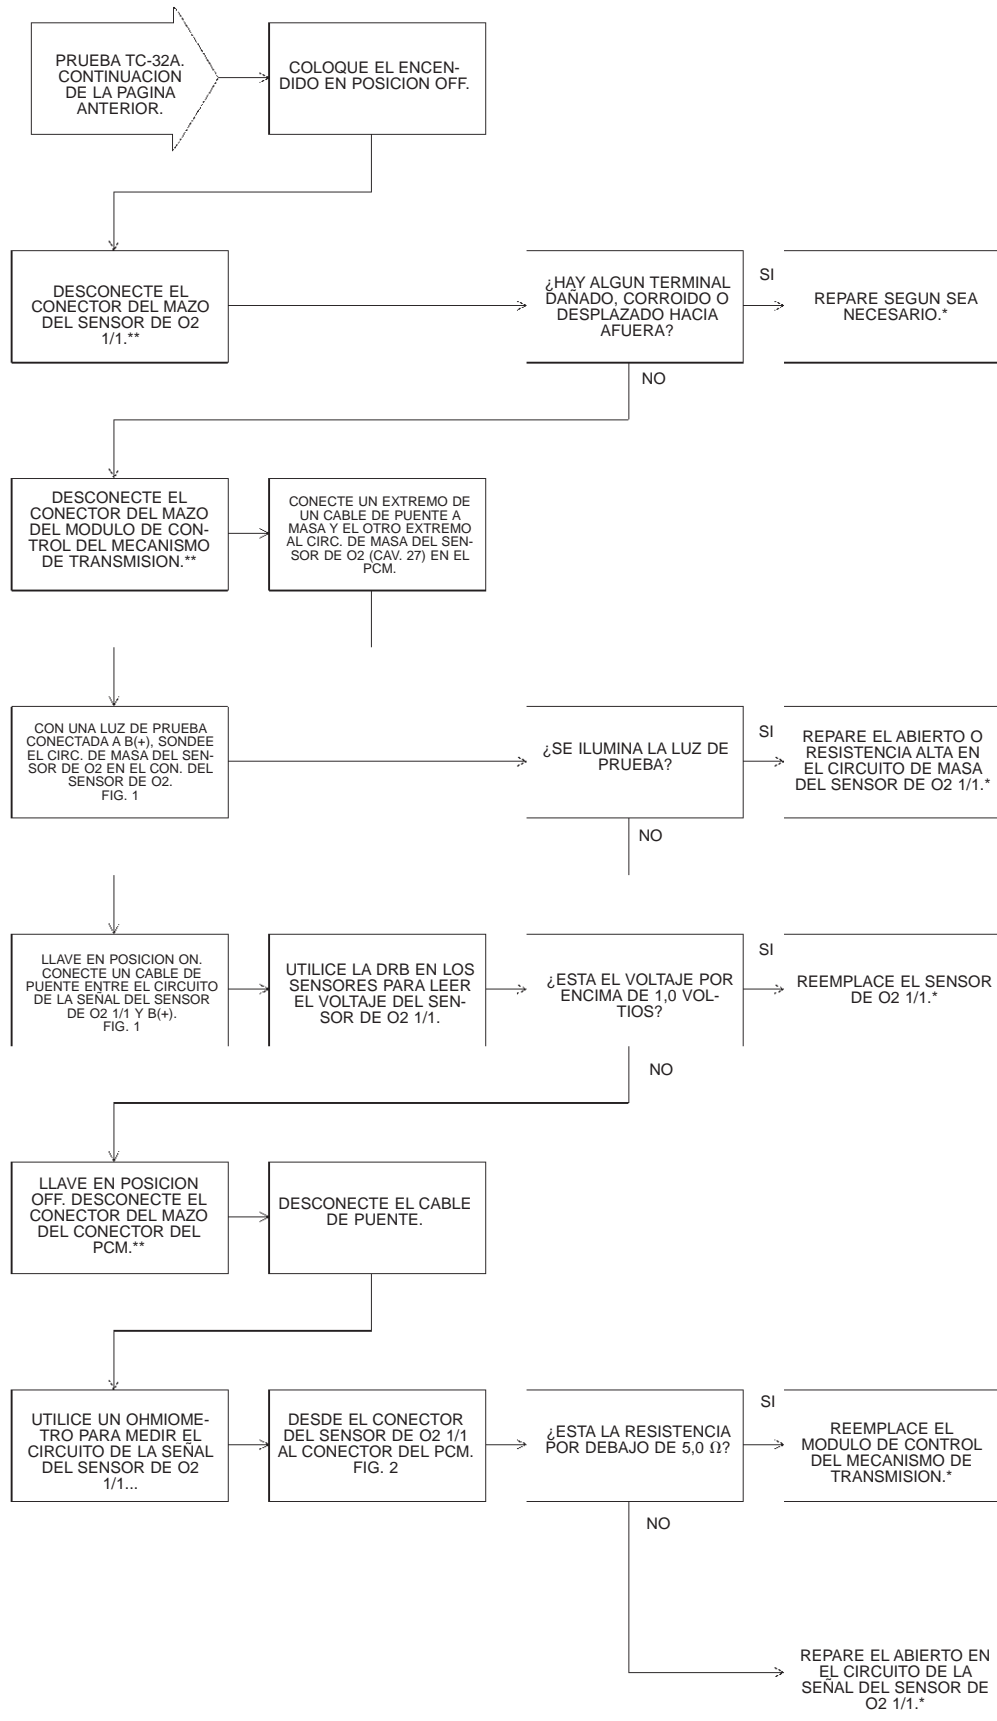 PRUEBA TC-32A.
CONTINUACION
DE LA PAGINA
ANTERIOR.
COLOQUE EL ENCEN-
DIDO EN POSICION OFF.
DESCONECTE EL
CONECTOR DEL MAZO
DEL SENSOR DE O2
1/1.**
¿HAY ALGUN TERMINAL
DAÑADO, CORROIDO O
DESPLAZADO HACIA
AFUERA?
SI
REPARE SEGUN SEA
NECESARIO.*
NO
DESCONECTE EL
CONECTOR DEL MAZO
DEL MODULO DE CON-
TROL DEL MECANISMO
DE TRANSMISION.**
CONECTE UN EXTREMO DE
UN CABLE DE PUENTE A
MASA Y EL OTRO EXTREMO
AL CIRC. DE MASA DEL SEN-
SOR DE O2 (CAV. 27) EN EL
PCM.
CON UNA LUZ DE PRUEBA
CONECTADA A B(+), SONDEE
EL CIRC. DE MASA DEL SEN-
SOR DE O2 EN EL CON. DEL
SENSOR DE O2.
FIG. 1
¿SE ILUMINA LA LUZ DE
PRUEBA?
SI
REPARE EL ABIERTO O
RESISTENCIA ALTA EN
EL CIRCUITO DE MASA
DEL SENSOR DE O2 1/1.*
NO
LLAVE EN POSICION ON.
CONECTE UN CABLE DE
PUENTE ENTRE EL CIRCUITO
DE LA SEÑAL DEL SENSOR
DE O2 1/1 Y B(+).
FIG. 1
UTILICE LA DRB EN LOS
SENSORES PARA LEER
EL VOLTAJE DEL SEN-
SOR DE O2 1/1.
¿ESTA EL VOLTAJE POR
ENCIMA DE 1,0 VOL-
TIOS?
SI
REEMPLACE EL SENSOR
DE O2 1/1.*
NO
LLAVE EN POSICION
OFF. DESCONECTE EL
CONECTOR DEL MAZO
DEL CONECTOR DEL
PCM.**
DESCONECTE EL CABLE
DE PUENTE.
UTILICE UN OHMIOME-
TRO PARA MEDIR EL
CIRCUITO DE LA SEÑAL
DEL SENSOR DE O2
1/1...
DESDE EL CONECTOR
DEL SENSOR DE O2 1/1
AL CONECTOR DEL PCM.
FIG. 2
¿ESTA LA RESISTENCIA
POR DEBAJO DE 5,0 Ω?
SI
REEMPLACE EL
MODULO DE CONTROL
DEL MECANISMO DE
TRANSMISION.*
NO
REPARE EL ABIERTO EN
EL CIRCUITO DE LA
SEÑAL DEL SENSOR DE
O2 1/1.*